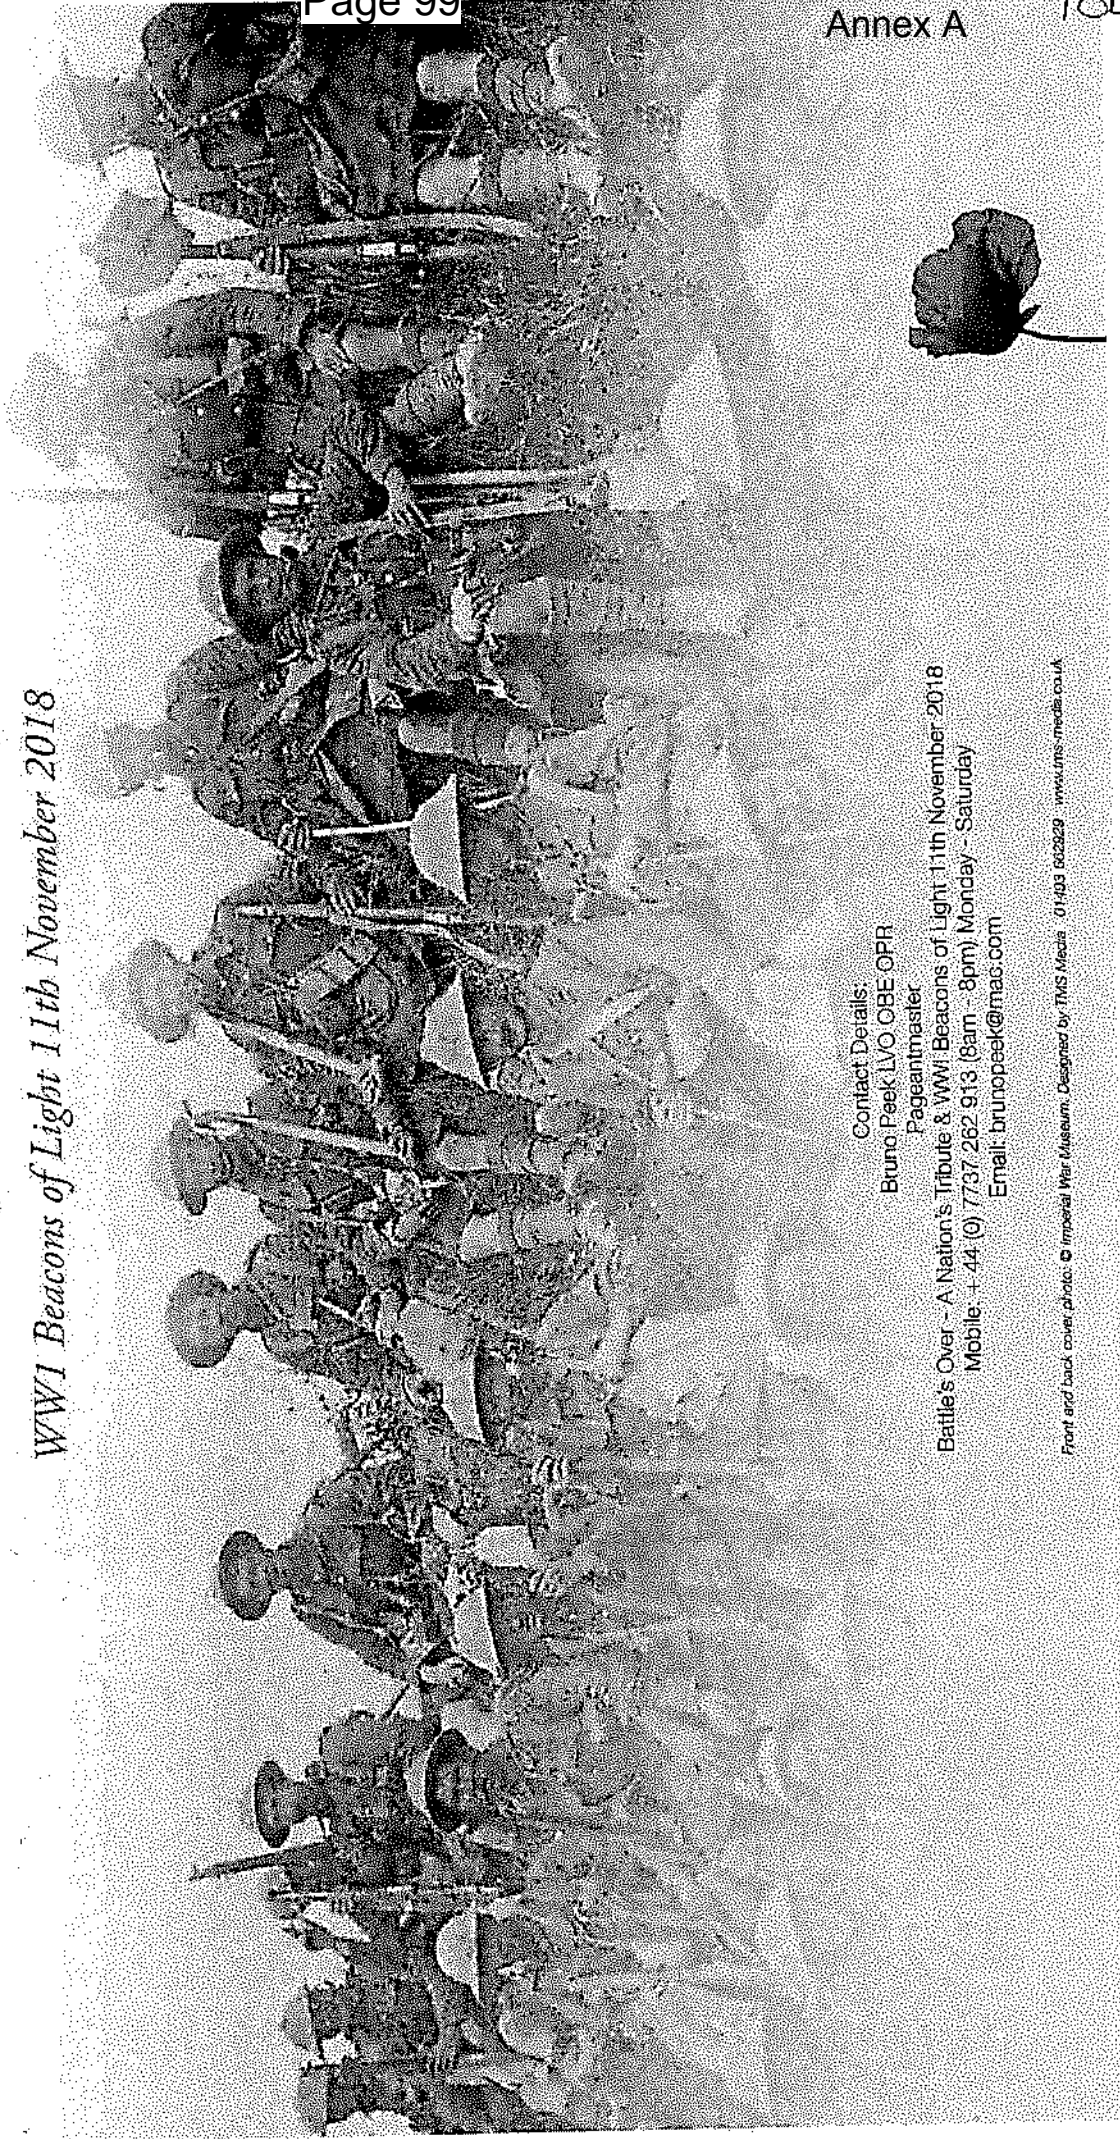 Page 99
Annex A
WW1 Beacons of Light 11th November 2018
Contact Details:
Bruno Peek LVO OBE OPR
Pageantmaster
Battle's Over - A Nation's Tribute & WWI Beacons of Light 11th November 2018
Mobile: + 44 (0) 7737 262 913 (8am - 8pm) Monday - Saturday
Email: brunopeek@mac.com
Front and back cover photo: © Imperial War Museum. Designed by TMS Media 01493 662929 www.tms-media.co.uk